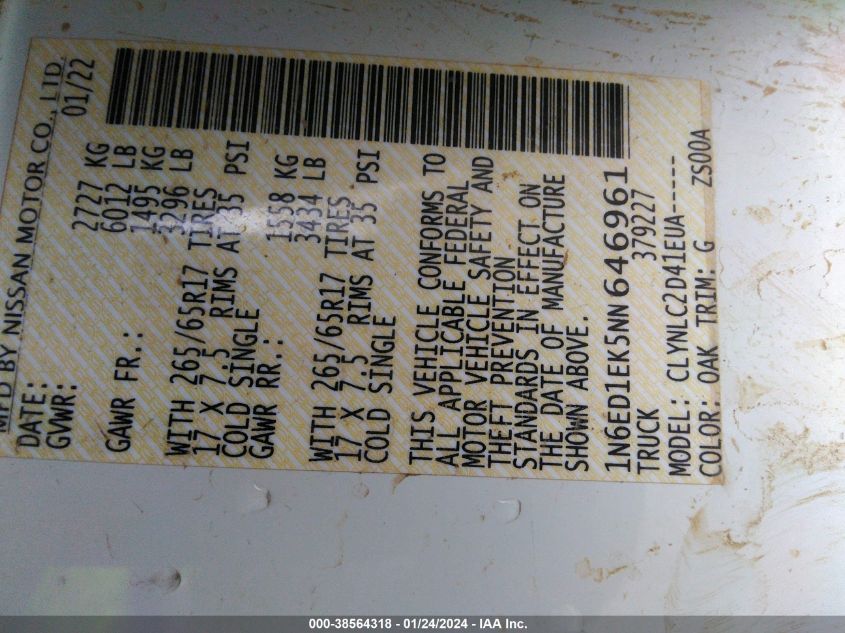 MFD BY NISSAN MOTOR CO., LTD.
DATE: 01/22
GVWR: 2727 KG
6012 LB
GAWR FR.: 1495 KG
3296 LB
WITH 265/65R17 TIRES
17 X 7.5 RIMS AT 35 PSI
COLD SINGLE
GAWR RR.: 1558 KG
3434 LB
WITH 265/65R17 TIRES
17 X 7.5 RIMS AT 35 PSI
COLD SINGLE
THIS VEHICLE CONFORMS TO
ALL APPLICABLE FEDERAL
MOTOR VEHICLE SAFETY AND
THEFT PREVENTION
STANDARDS IN EFFECT ON
THE DATE OF MANUFACTURE
SHOWN ABOVE.
1N6ED1EK5NN646961
TRUCK 379227
MODEL: CLYNLC2D41EUA-----
COLOR: QAK TRIM: G ZS00A
000-38564318 - 01/24/2024 - IAA Inc.